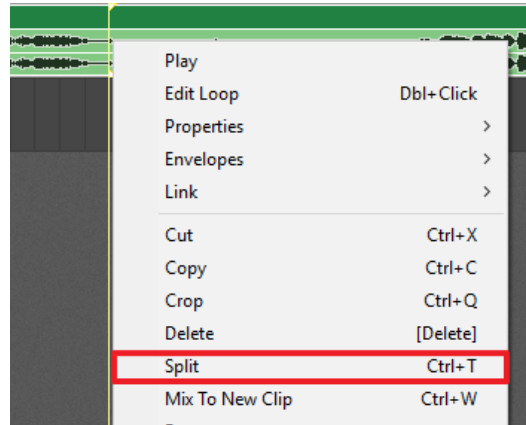 Play
Edit Loop Dbl+Click
Properties
Envelopes
Link
Cut Ctrl+X
Copy Ctrl+C
Crop Ctrl+Q
Delete [Delete]
Split Ctrl+T
Mix To New Clip Ctrl+W